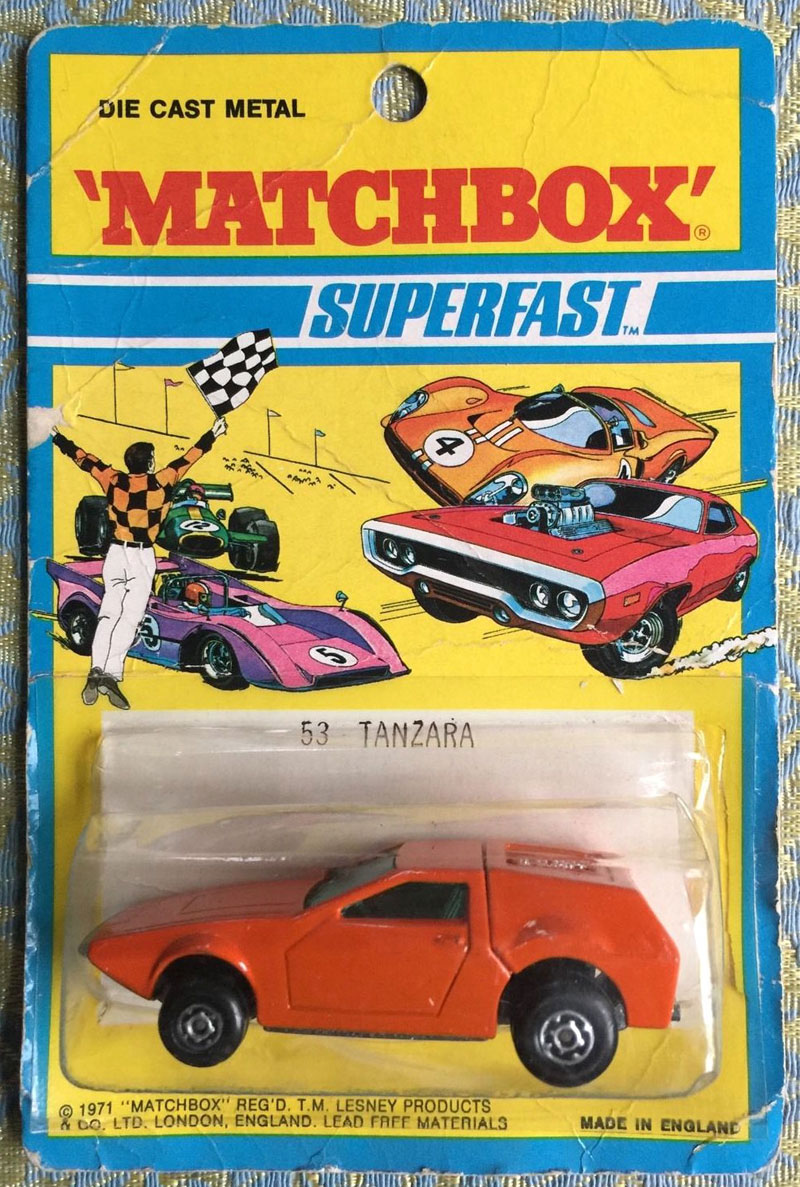 DIE CAST METAL
'MATCHBOX'®
SUPERFAST™
4
2
5
5
53 TANZARA
© 1971 "MATCHBOX" REG'D. T.M. LESNEY PRODUCTS
& CO. LTD. LONDON, ENGLAND. LEAD FREE MATERIALS
MADE IN ENGLAND